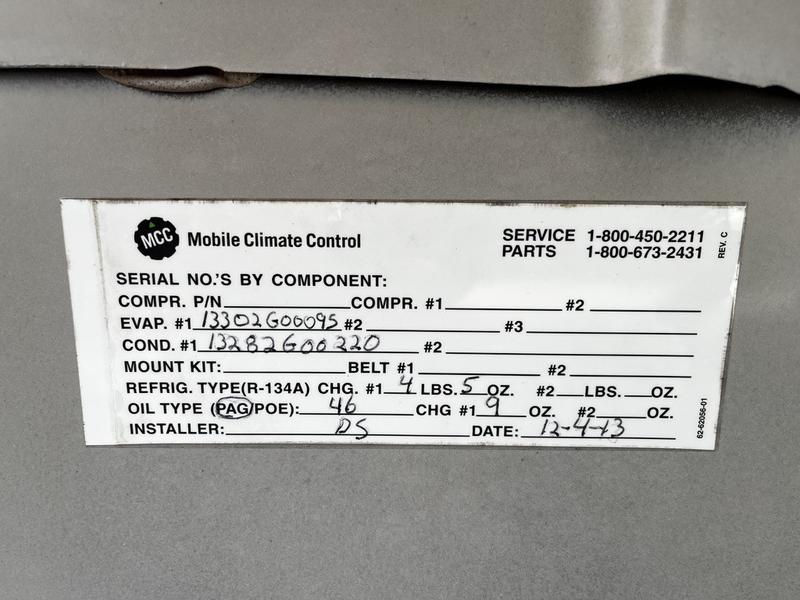 MCC Mobile Climate Control SERVICE 1-800-450-2211
PARTS 1-800-673-2431
REV. C
SERIAL NO.'S BY COMPONENT:
COMPR. P/N COMPR. #1 #2
EVAP. #1 13302G00095 #2 #3
COND. #1 13282G00220 #2
MOUNT KIT: BELT #1 #2
REFRIG. TYPE(R-134A) CHG. #1 4 LBS. 5 OZ. #2 LBS. OZ.
OIL TYPE (PAG/POE): 46 CHG #1 9 OZ. #2 OZ.
INSTALLER: DS DATE: 12-4-13
62-62056-01